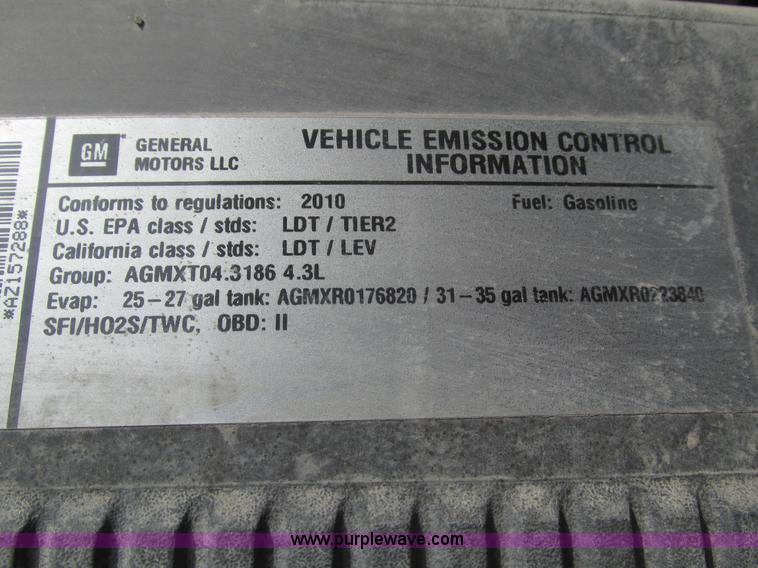 GM GENERAL MOTORS LLC
VEHICLE EMISSION CONTROL
INFORMATION
Conforms to regulations: 2010 Fuel: Gasoline
U.S. EPA class / stds: LDT / TIER2
California class / stds: LDT / LEV
Group: AGMXT04.3186 4.3L
Evap: 25-27 gal tank: AGMXR0176820 / 31-35 gal tank: AGMXR0223840
SFI/HO2S/TWC, OBD: II
*AZ157288*
www.purplewave.com